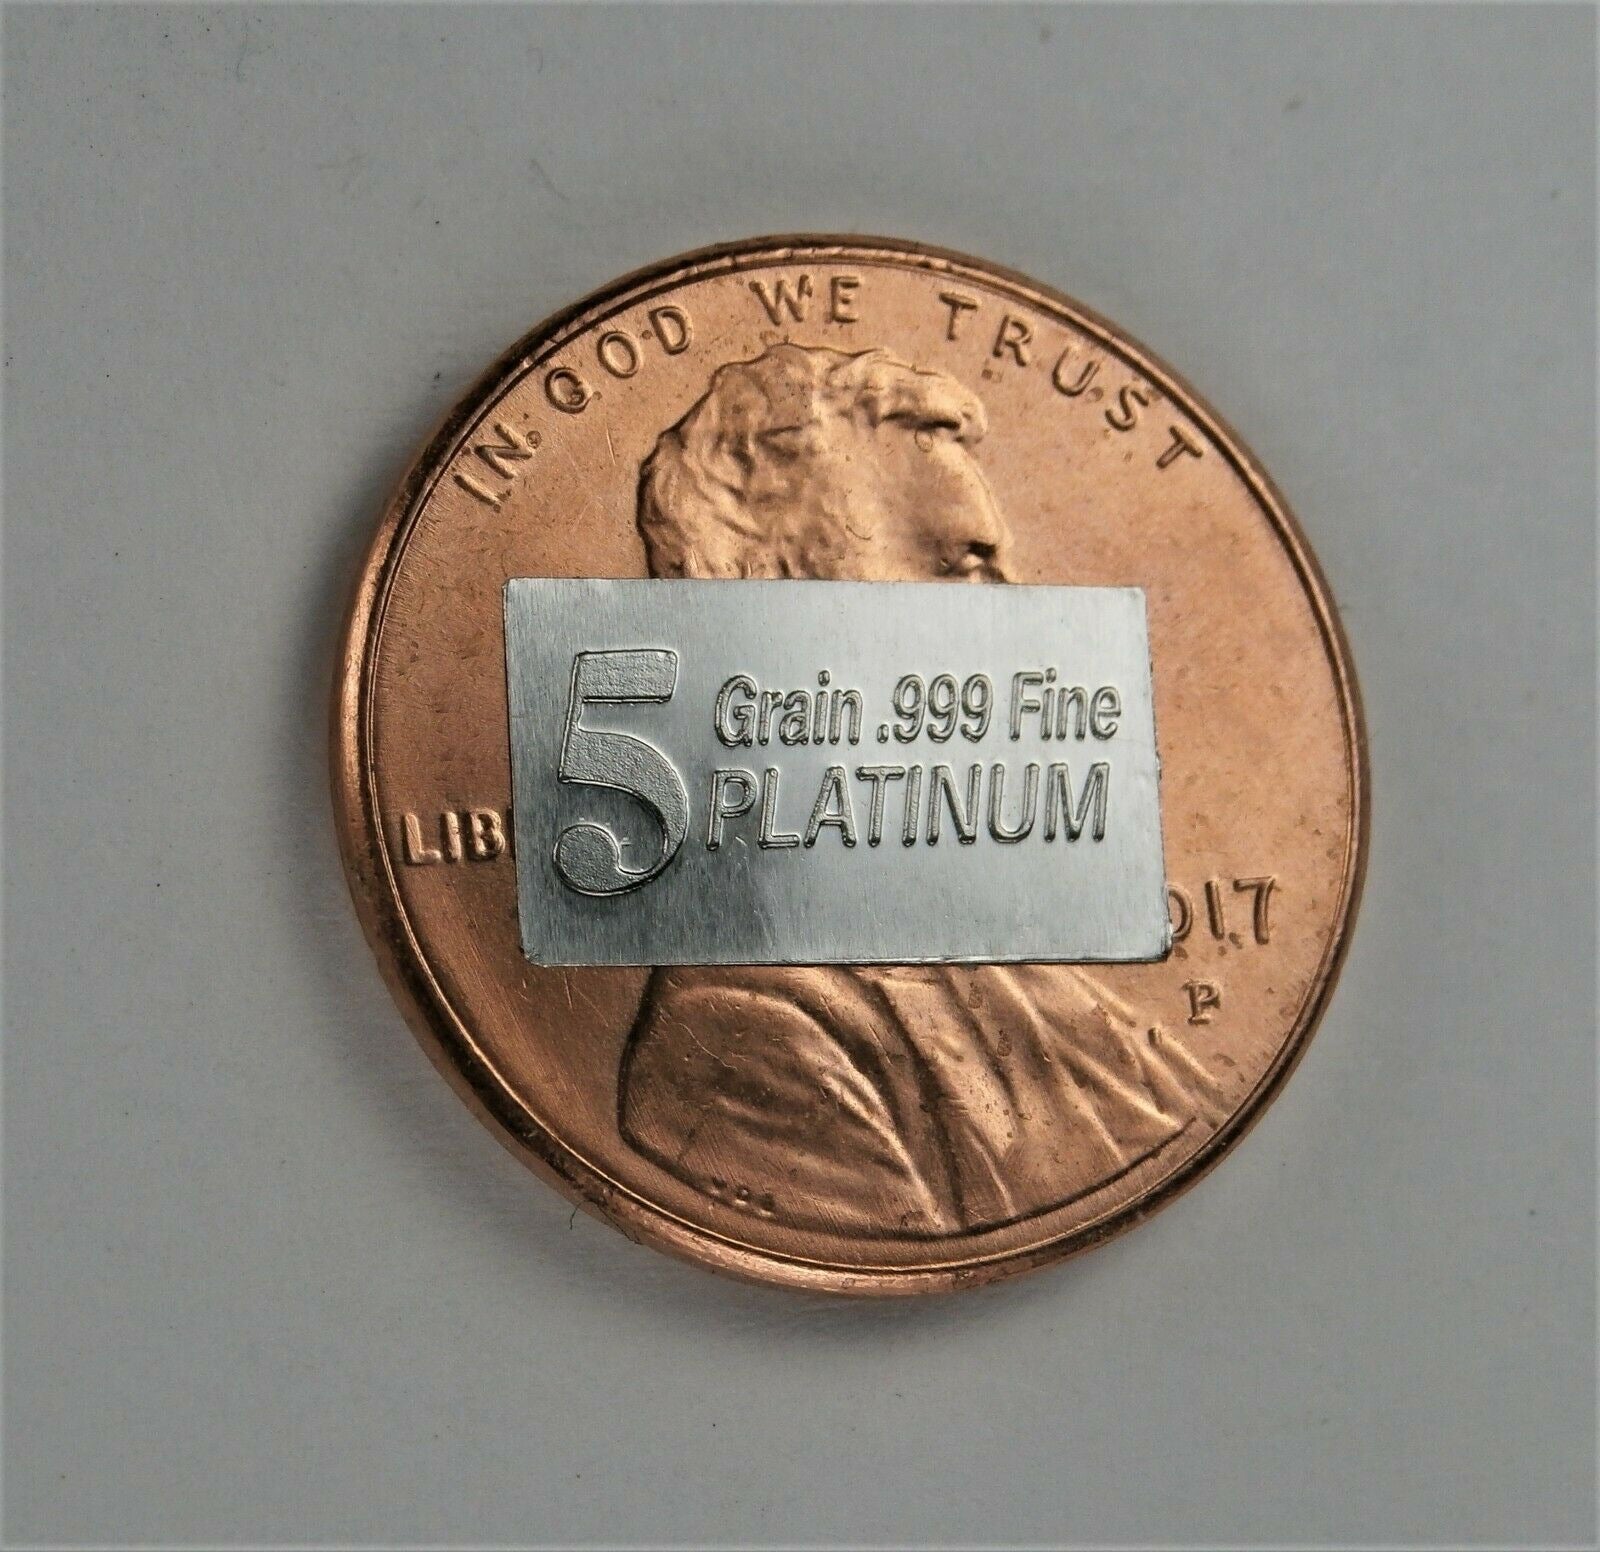 IN GOD WE TRUST
5 Grain .999 Fine
PLATINUM
LIB
017
P